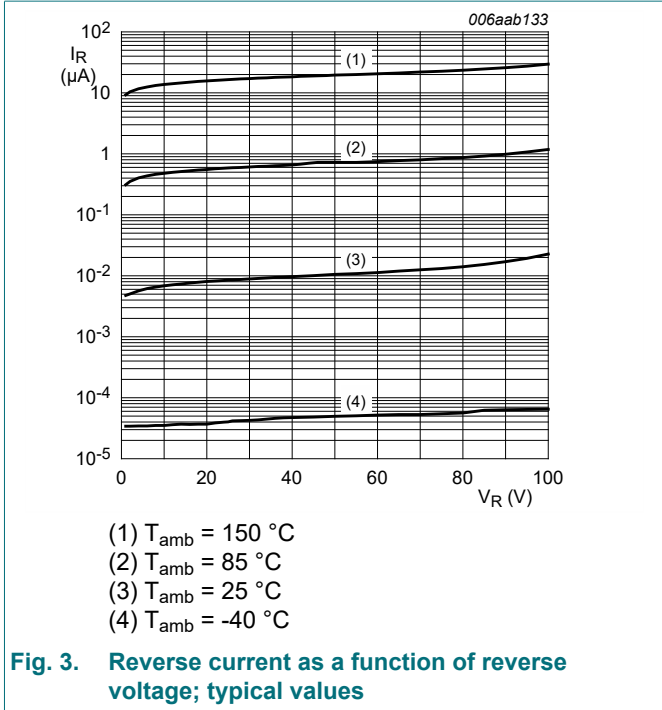 006aab133
10²
I_R
(µA)
10
1
10⁻¹
10⁻²
10⁻³
10⁻⁴
10⁻⁵
(1)
(2)
(3)
(4)
0 20 40 60 80 100
V_R (V)
(1) T_amb = 150 °C
(2) T_amb = 85 °C
(3) T_amb = 25 °C
(4) T_amb = -40 °C
Fig. 3. Reverse current as a function of reverse
voltage; typical values